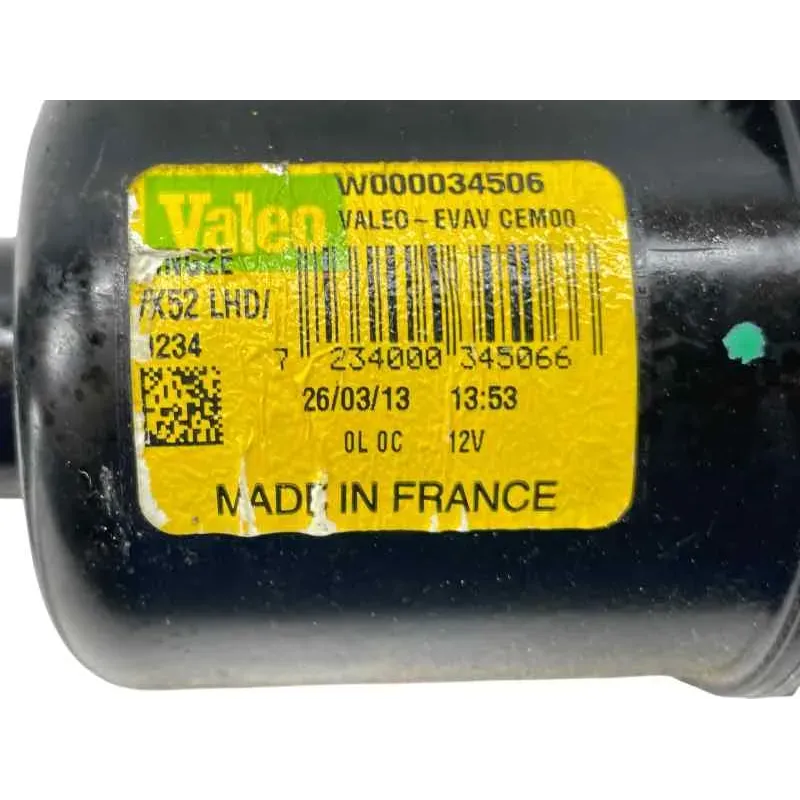 Valeo
W000034506
VALEO-EVAV CEM00
/X52 LHD/
7 234000 345066
26/03/13 13:53
0L 0C 12V
MADE IN FRANCE